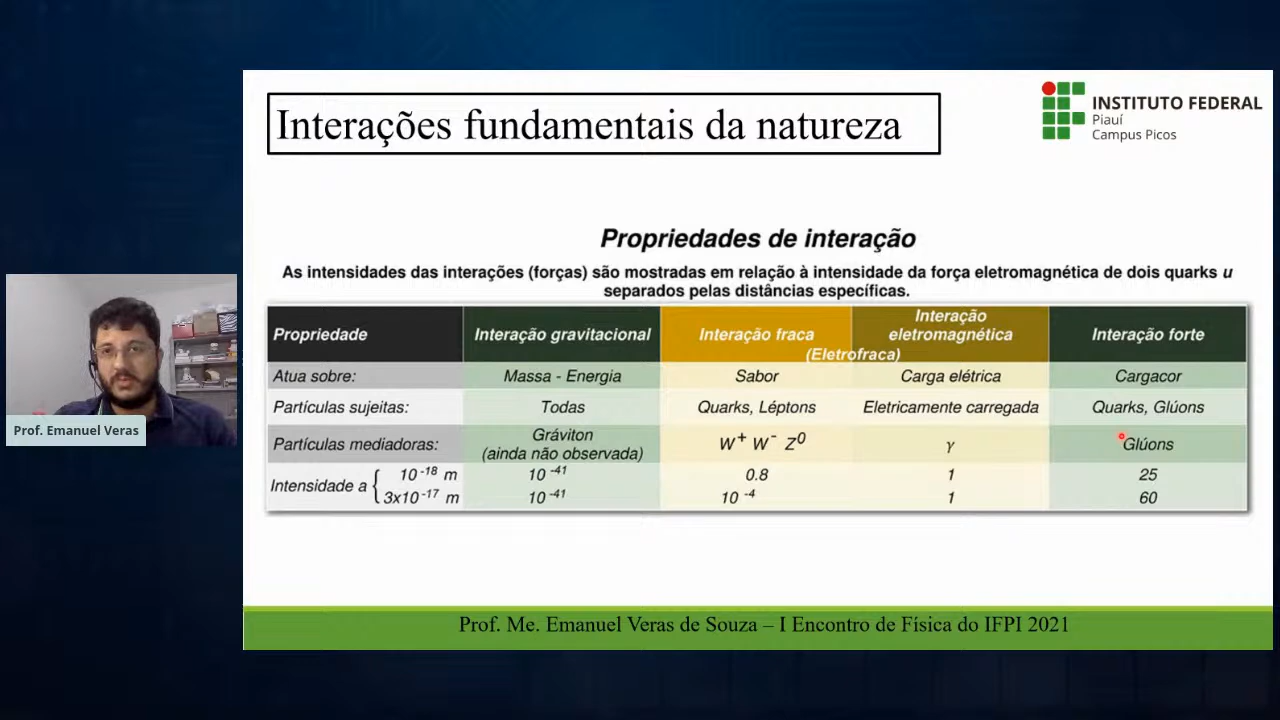 Interações fundamentais da natureza
INSTITUTO FEDERAL
Piauí
Campus Picos
Propriedades de interação
As intensidades das interações (forças) são mostradas em relação à intensidade da força eletromagnética de dois quarks u
separados pelas distâncias específicas.
Propriedade Interação gravitacional Interação fraca Interação eletromagnética Interação forte
(Eletrofraca)
Atua sobre: Massa - Energia Sabor Carga elétrica Cargacor
Partículas sujeitas: Todas Quarks, Léptons Eletricamente carregada Quarks, Glúons
Partículas mediadoras: Gráviton (ainda não observada) W⁺ W⁻ Z⁰ γ Glúons
Intensidade a { 10⁻¹⁸ m 10⁻⁴¹ 0.8 1 25
3x10⁻¹⁷ m 10⁻⁴¹ 10⁻⁴ 1 60
Prof. Emanuel Veras
Prof. Me. Emanuel Veras de Souza – I Encontro de Física do IFPI 2021